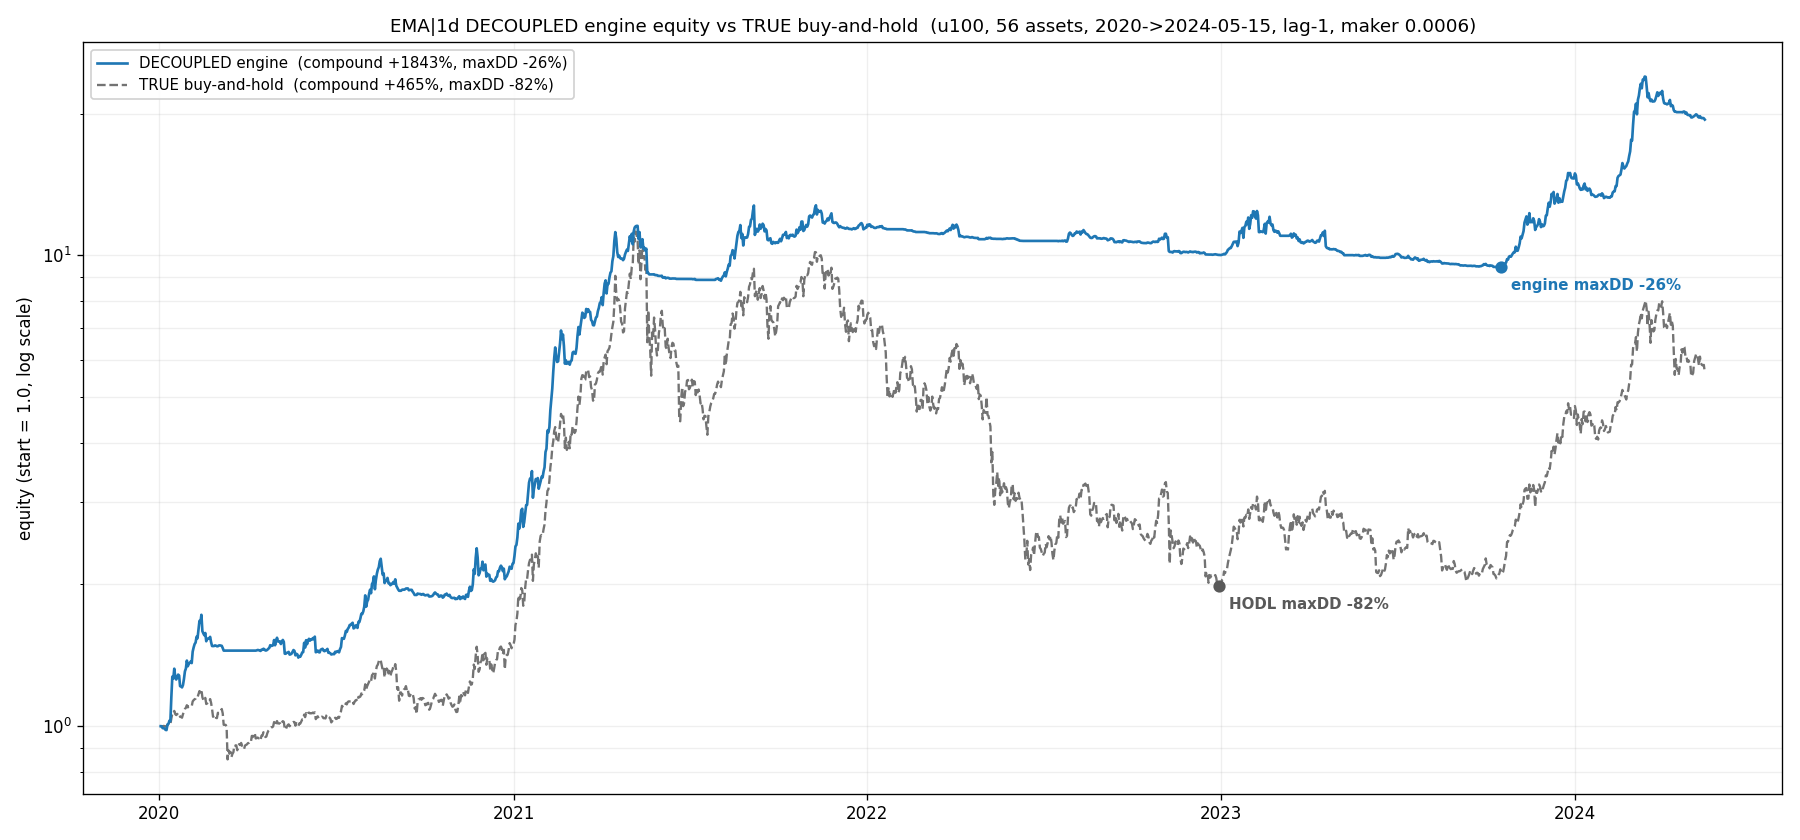 EMA|1d DECOUPLED engine equity vs TRUE buy-and-hold  (u100, 56 assets, 2020->2024-05-15, lag-1, maker 0.0006)
DECOUPLED engine  (compound +1843%, maxDD -26%)
TRUE buy-and-hold  (compound +465%, maxDD -82%)
equity (start = 1.0, log scale)
10¹
10⁰
engine maxDD -26%
HODL maxDD -82%
2020
2021
2022
2023
2024